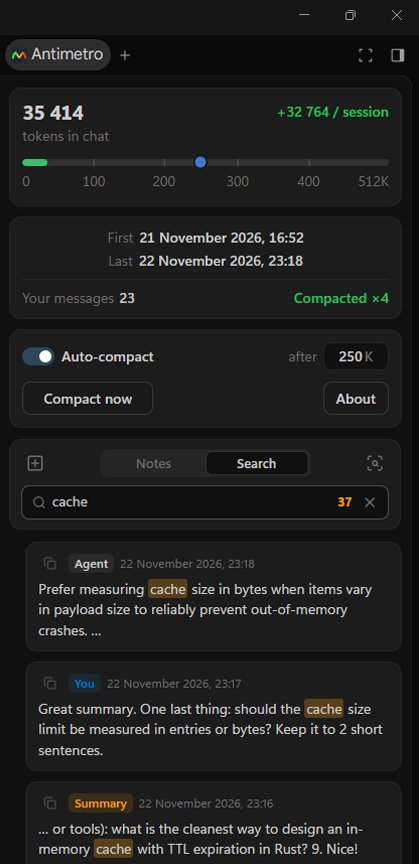 Antimetro
35 414
+32 764 / session
tokens in chat
0 100 200 300 400 512K
First 21 November 2026, 16:52
Last 22 November 2026, 23:18
Your messages 23 Compacted ×4
Auto-compact after 250 K
Compact now About
Notes Search
cache 37
Agent 22 November 2026, 23:18
Prefer measuring cache size in bytes when items vary
in payload size to reliably prevent out-of-memory
crashes. ...
You 22 November 2026, 23:17
Great summary. One last thing: should the cache size
limit be measured in entries or bytes? Keep it to 2 short
sentences.
Summary 22 November 2026, 23:16
... or tools): what is the cleanest way to design an in-
memory cache with TTL expiration in Rust? 9. Nice!